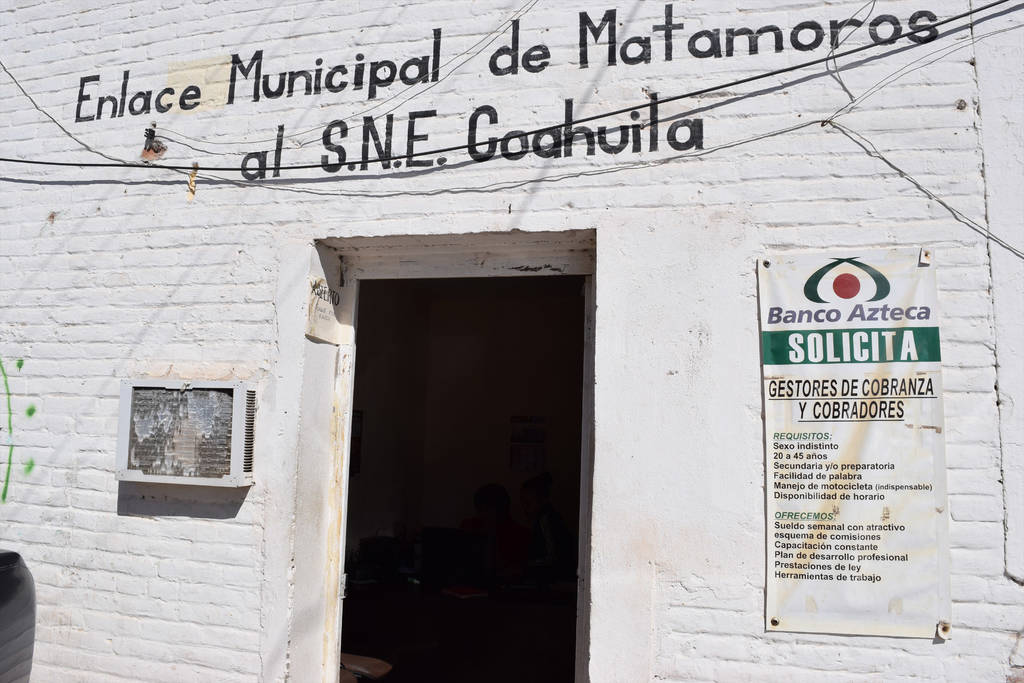 Enlace Municipal de Matamoros
al S.N.E. Coahuila
Banco Azteca
SOLICITA
GESTORES DE COBRANZA
Y COBRADORES
REQUISITOS:
Sexo indistinto
20 a 45 años
Secundaria y/o preparatoria
Facilidad de palabra
Manejo de motocicleta (indispensable)
Disponibilidad de horario
OFRECEMOS:
Sueldo semanal con atractivo
esquema de comisiones
Capacitación constante
Plan de desarrollo profesional
Prestaciones de ley
Herramientas de trabajo